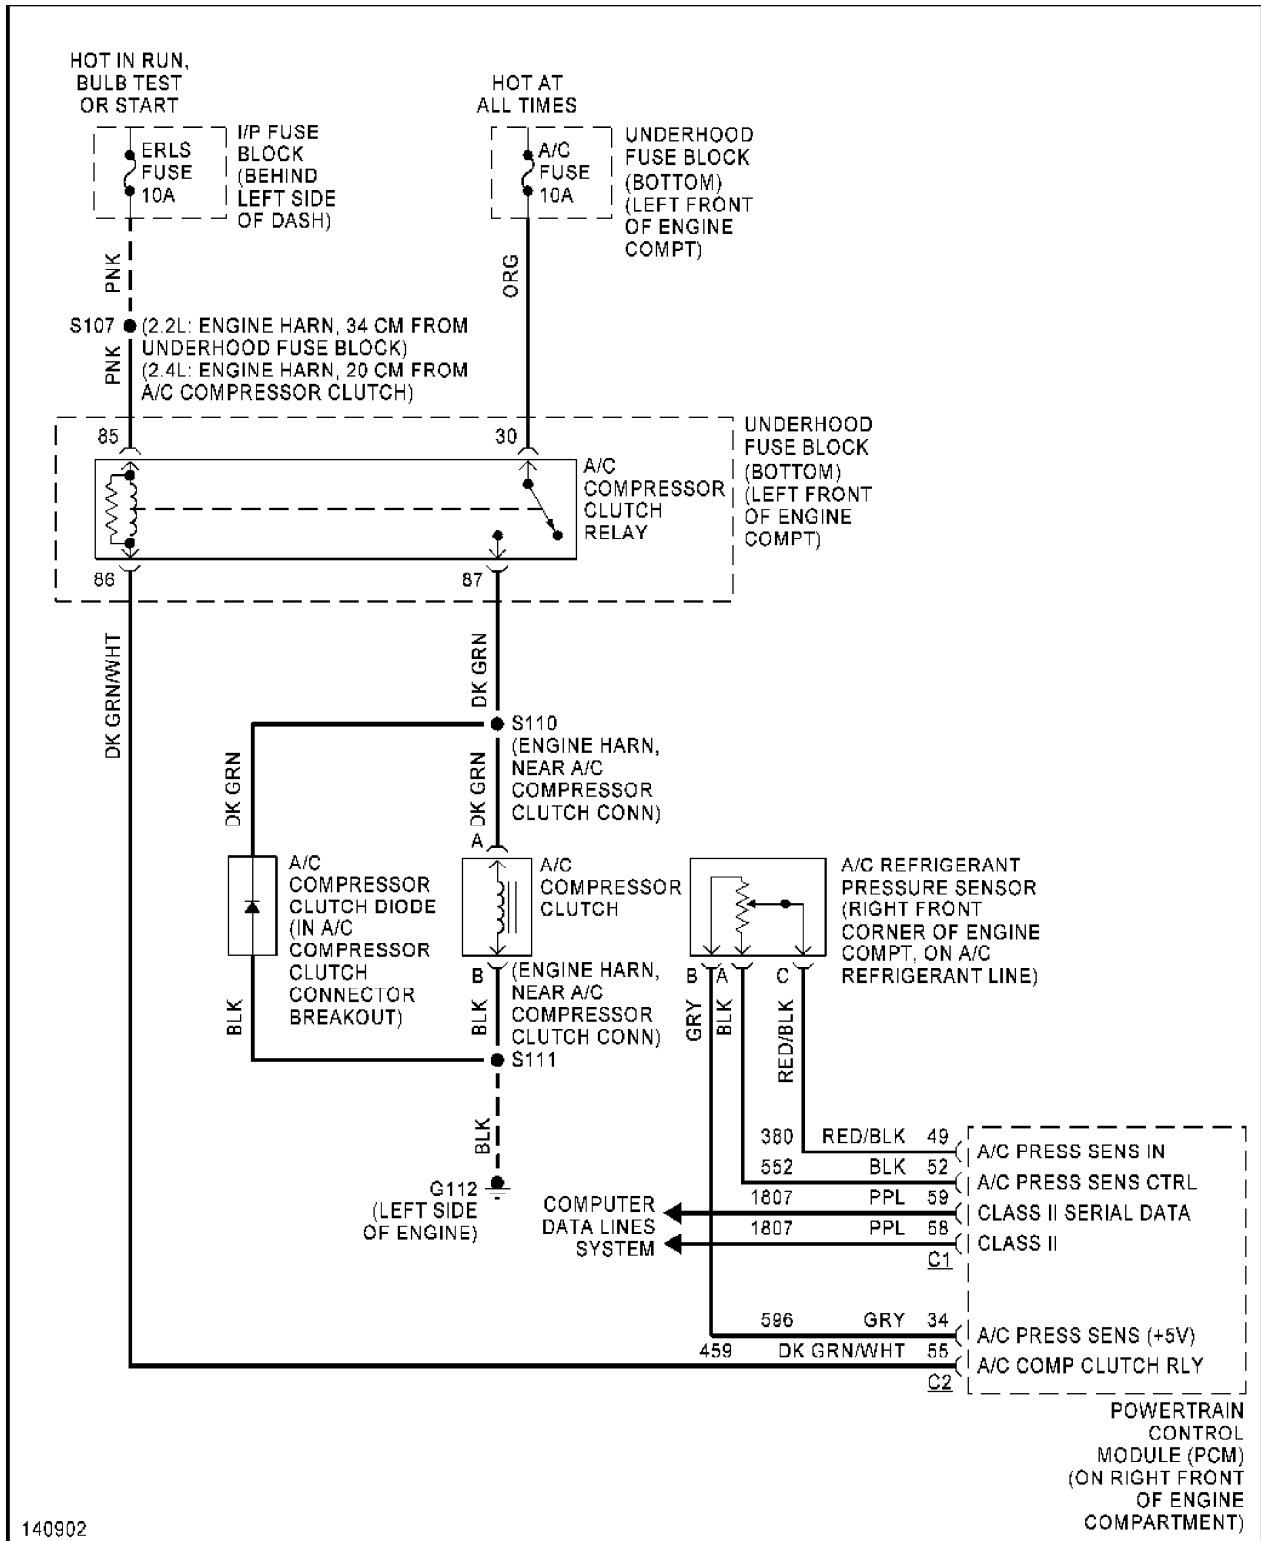 HOT IN RUN,
BULB TEST
OR START
ERLS
FUSE
10A
I/P FUSE
BLOCK
(BEHIND
LEFT SIDE
OF DASH)
HOT AT
ALL TIMES
A/C
FUSE
10A
UNDERHOOD
FUSE BLOCK
(BOTTOM)
(LEFT FRONT
OF ENGINE
COMPT)
PNK
ORG
S107
(2.2L: ENGINE HARN, 34 CM FROM
UNDERHOOD FUSE BLOCK)
(2.4L: ENGINE HARN, 20 CM FROM
A/C COMPRESSOR CLUTCH)
PNK
85
30
A/C
COMPRESSOR
CLUTCH
RELAY
UNDERHOOD
FUSE BLOCK
(BOTTOM)
(LEFT FRONT
OF ENGINE
COMPT)
86
87
DK GRN/WHT
DK GRN
S110
(ENGINE HARN,
NEAR A/C
COMPRESSOR
CLUTCH CONN)
DK GRN
DK GRN
A
A/C
COMPRESSOR
CLUTCH DIODE
(IN A/C
COMPRESSOR
CLUTCH
CONNECTOR
BREAKOUT)
A/C
COMPRESSOR
CLUTCH
A/C REFRIGERANT
PRESSURE SENSOR
(RIGHT FRONT
CORNER OF ENGINE
COMPT, ON A/C
REFRIGERANT LINE)
B
(ENGINE HARN,
NEAR A/C
COMPRESSOR
CLUTCH CONN)
S111
B A C
BLK
BLK
GRY
BLK
RED/BLK
BLK
G112
(LEFT SIDE
OF ENGINE)
COMPUTER
DATA LINES
SYSTEM
380 RED/BLK 49 A/C PRESS SENS IN
552 BLK 52 A/C PRESS SENS CTRL
1807 PPL 59 CLASS II SERIAL DATA
1807 PPL 58 CLASS II
C1
596 GRY 34 A/C PRESS SENS (+5V)
459 DK GRN/WHT 55 A/C COMP CLUTCH RLY
C2
POWERTRAIN
CONTROL
MODULE (PCM)
(ON RIGHT FRONT
OF ENGINE
COMPARTMENT)
140902